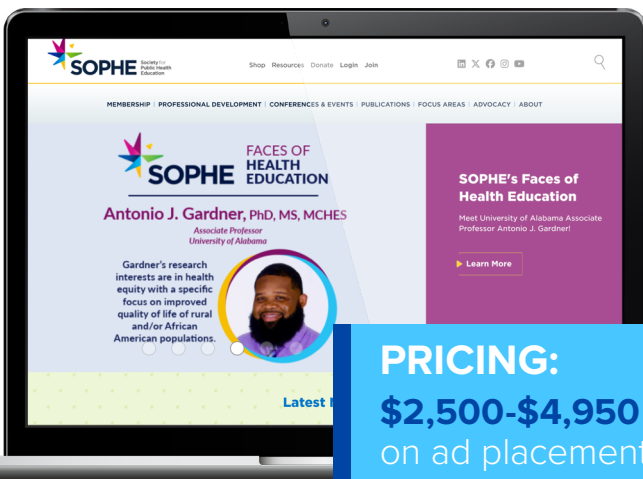 SOPHE Society for Public Health Education
Shop Resources Donate Login Join
MEMBERSHIP | PROFESSIONAL DEVELOPMENT | CONFERENCES & EVENTS | PUBLICATIONS | FOCUS AREAS | ADVOCACY | ABOUT
SOPHE
FACES OF
HEALTH
EDUCATION
Antonio J. Gardner, PhD, MS, MCHES
Associate Professor
University of Alabama
Gardner's research
interests are in health
equity with a specific
focus on improved
quality of life of rural
and/or African
American populations.
SOPHE's Faces of
Health Education
Meet University of Alabama Associate
Professor Antonio J. Gardner!
Learn More
Latest
PRICING:
$2,500-$4,950
on ad placement